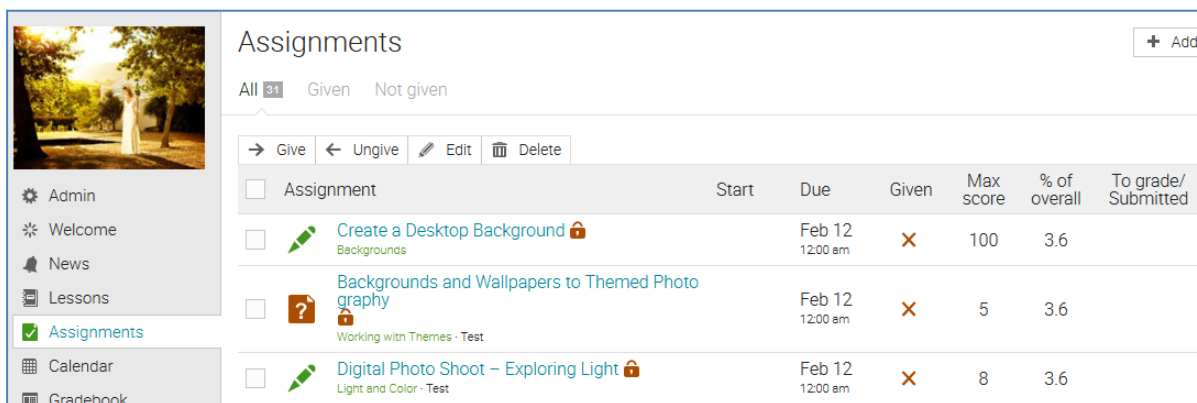 Assignments
+ Add
All 31 Given Not given
Give Ungive Edit Delete
Admin
Welcome
News
Lessons
Assignments
Calendar
Gradebook
Assignment Start Due Given Max score % of overall To grade/ Submitted
Create a Desktop Background Feb 12 100 3.6
Backgrounds 12:00 am
Backgrounds and Wallpapers to Themed Photo
graphy Feb 12 5 3.6
12:00 am
Working with Themes · Test
Digital Photo Shoot – Exploring Light Feb 12 8 3.6
Light and Color · Test 12:00 am